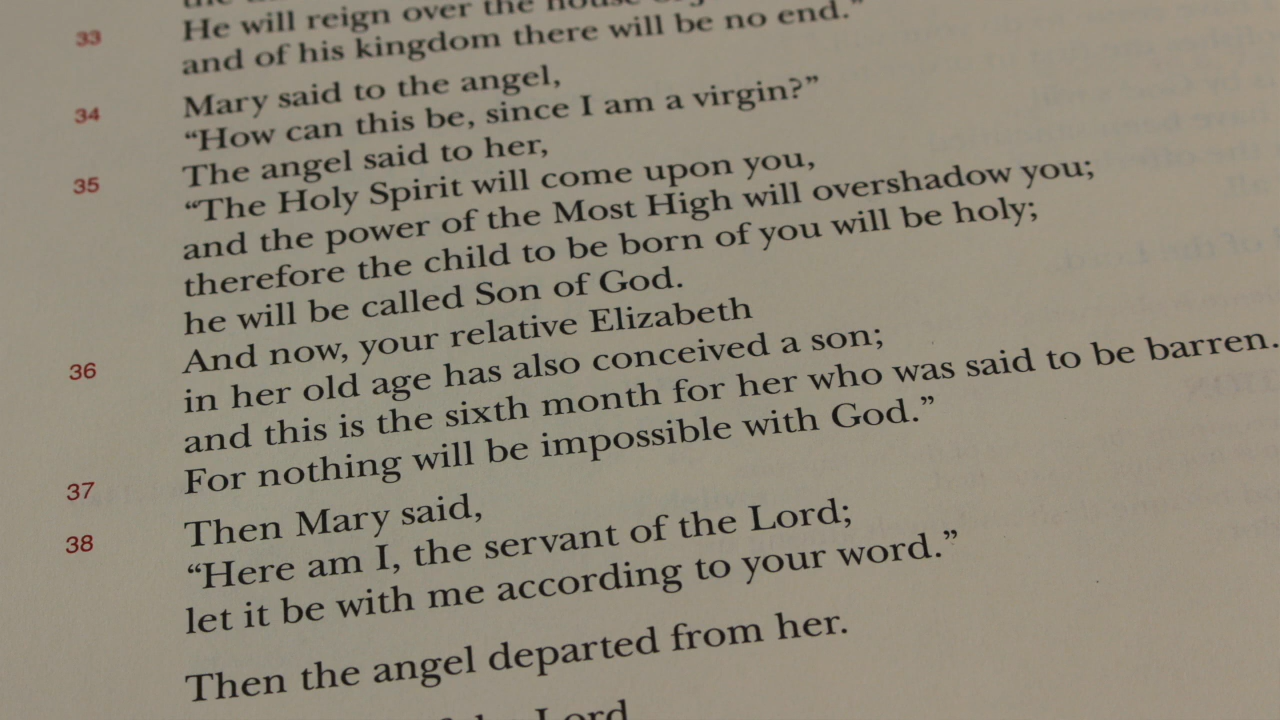 33 He will reign over the house
and of his kingdom there will be no end."
34 Mary said to the angel,
“How can this be, since I am a virgin?”
35 The angel said to her,
“The Holy Spirit will come upon you,
and the power of the Most High will overshadow you;
therefore the child to be born of you will be holy;
he will be called Son of God.
36 And now, your relative Elizabeth
in her old age has also conceived a son;
and this is the sixth month for her who was said to be barren.
37 For nothing will be impossible with God.”
38 Then Mary said,
“Here am I, the servant of the Lord;
let it be with me according to your word.”
Then the angel departed from her.
Lord